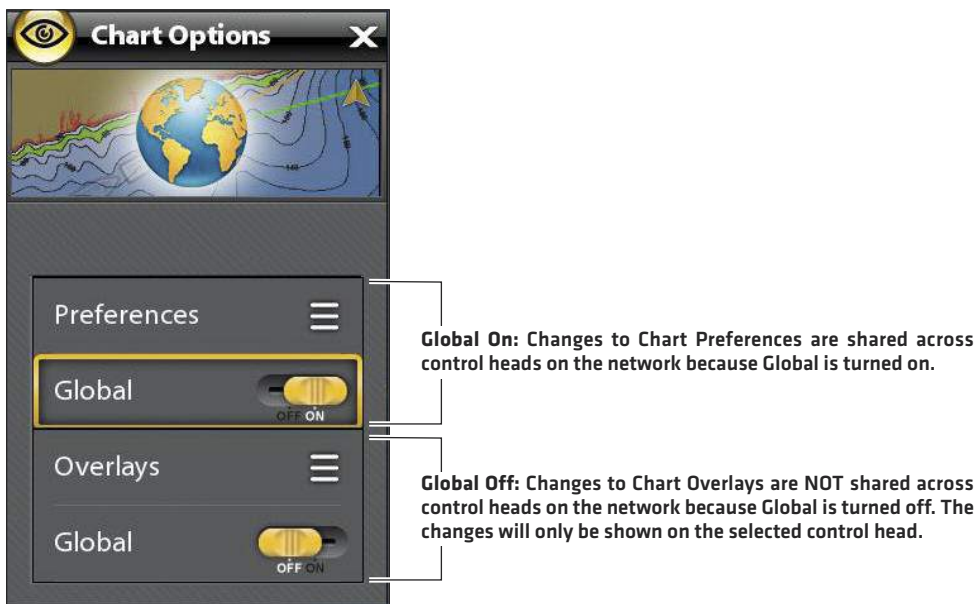 Chart Options X
Preferences
Global
OFF ON
Overlays
Global
OFF ON
Global On: Changes to Chart Preferences are shared across
control heads on the network because Global is turned on.
Global Off: Changes to Chart Overlays are NOT shared across
control heads on the network because Global is turned off. The
changes will only be shown on the selected control head.